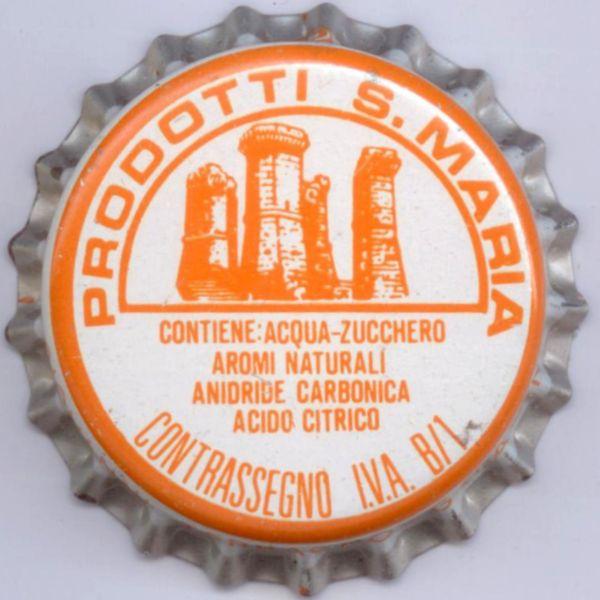 PRODOTTI S. MARIA
CONTIENE: ACQUA-ZUCCHERO
AROMI NATURALI
ANIDRIDE CARBONICA
ACIDO CITRICO
CONTRASSEGNO I.V.A. B/1